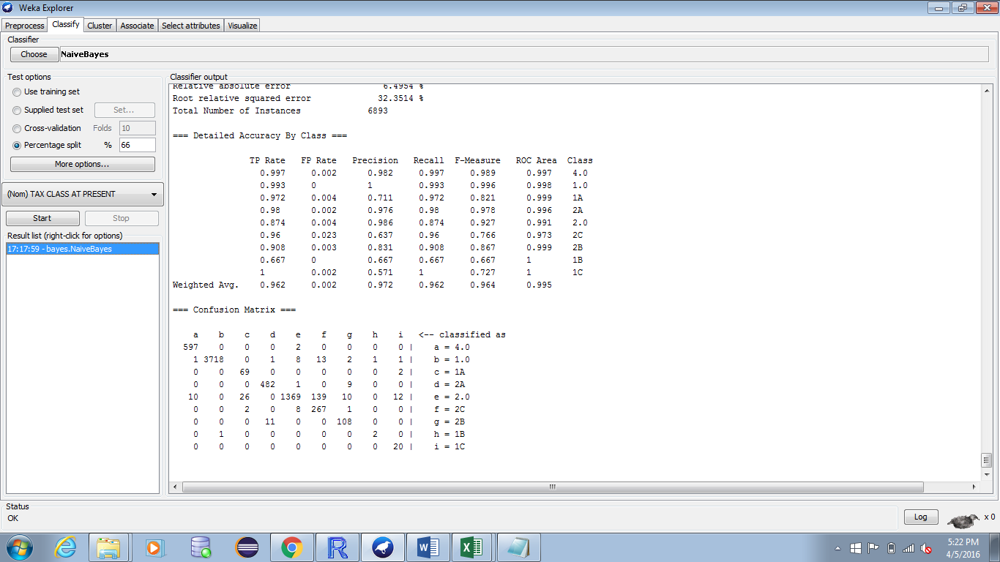 Weka Explorer
Preprocess Classify Cluster Associate Select attributes Visualize
Classifier
Choose NaiveBayes
Test options
Use training set
Supplied test set Set...
Cross-validation Folds 10
Percentage split % 66
More options...
(Nom) TAX CLASS AT PRESENT
Start Stop
Result list (right-click for options)
17:17:59 - bayes.NaiveBayes
Classifier output
Relative absolute error 6.4954 %
Root relative squared error 32.3514 %
Total Number of Instances 6893
=== Detailed Accuracy By Class ===
TP Rate FP Rate Precision Recall F-Measure ROC Area Class
0.997 0.002 0.982 0.997 0.989 0.997 4.0
0.993 0 1 0.993 0.996 0.998 1.0
0.972 0.004 0.711 0.972 0.821 0.999 1A
0.98 0.002 0.976 0.98 0.978 0.996 2A
0.874 0.004 0.986 0.874 0.927 0.991 2.0
0.96 0.023 0.637 0.96 0.766 0.973 2C
0.908 0.003 0.831 0.908 0.867 0.999 2B
0.667 0 0.667 0.667 0.667 1 1B
1 0.002 0.571 1 0.727 1 1C
Weighted Avg. 0.962 0.002 0.972 0.962 0.964 0.995
=== Confusion Matrix ===
a b c d e f g h i <-- classified as
597 0 0 0 2 0 0 0 0 | a = 4.0
1 3718 0 1 8 13 2 1 1 | b = 1.0
0 0 69 0 0 0 0 0 2 | c = 1A
0 0 0 482 1 0 9 0 0 | d = 2A
10 0 26 0 1369 139 10 0 12 | e = 2.0
0 0 2 0 8 267 1 0 0 | f = 2C
0 0 0 11 0 0 108 0 0 | g = 2B
0 1 0 0 0 0 0 2 0 | h = 1B
0 0 0 0 0 0 0 0 20 | i = 1C
Status
OK
Log x 0
5:22 PM
4/5/2016